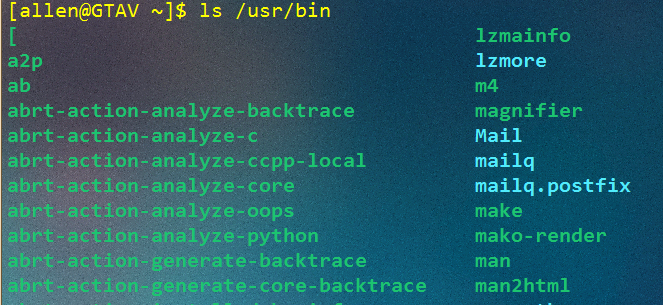 [allen@GTAV ~]$ ls /usr/bin
[ lzmainfo
a2p lzmore
ab m4
abrt-action-analyze-backtrace magnifier
abrt-action-analyze-c Mail
abrt-action-analyze-ccpp-local mailq
abrt-action-analyze-core mailq.postfix
abrt-action-analyze-oops make
abrt-action-analyze-python mako-render
abrt-action-generate-backtrace man
abrt-action-generate-core-backtrace man2html